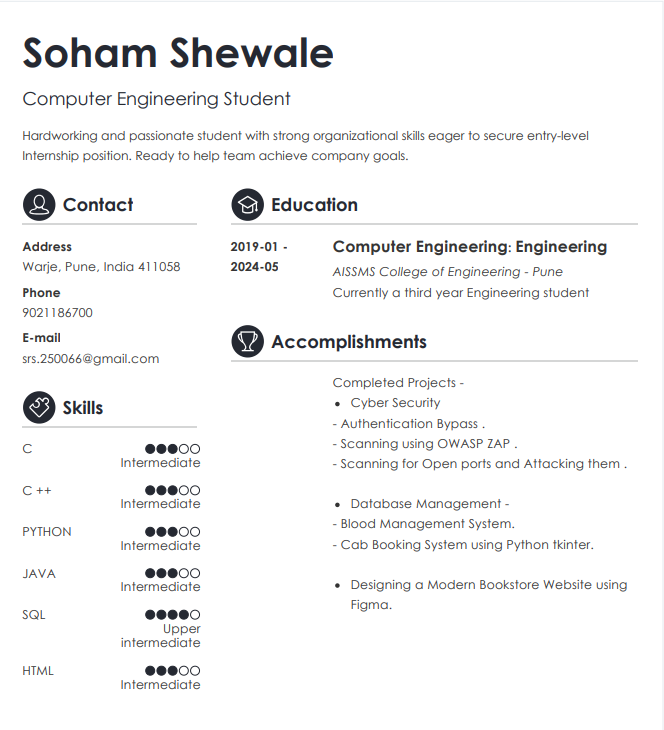 Soham Shewale
Computer Engineering Student
Hardworking and passionate student with strong organizational skills eager to secure entry-level
Internship position. Ready to help team achieve company goals.
Contact
Address
Warje, Pune, India 411058
Phone
9021186700
E-mail
srs.250066@gmail.com
Skills
C
Intermediate
C ++
Intermediate
PYTHON
Intermediate
JAVA
Intermediate
SQL
Upper
intermediate
HTML
Intermediate
Education
2019-01 -
2024-05
Computer Engineering: Engineering
AISSMS College of Engineering - Pune
Currently a third year Engineering student
Accomplishments
Completed Projects -
• Cyber Security
- Authentication Bypass .
- Scanning using OWASP ZAP .
- Scanning for Open ports and Attacking them .
• Database Management -
- Blood Management System.
- Cab Booking System using Python tkinter.
• Designing a Modern Bookstore Website using
Figma.